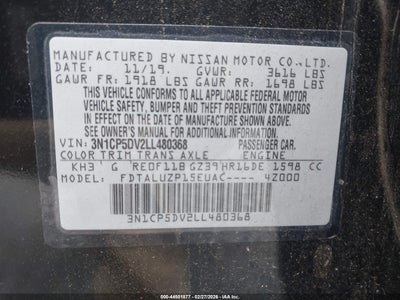 MANUFACTURED BY NISSAN MOTOR CO.,LTD.
DATE: 11/19. GVWR: 3616 LBS
GAWR FR: 1918 LBS GAWR RR: 1698 LBS
THIS VEHICLE CONFORMS TO ALL APPLICABLE FEDERAL MOTOR
VEHICLE SAFETY, BUMPER AND THEFT PREVENTION STANDARDS
IN EFFECT ON THE DATE OF MANUFACTURE SHOWN ABOVE.
SEE OWNER'S MANUAL FOR ADDITIONAL CAUTION.
VIN: 3N1CP5DV2LL480368 PASSENGER CAR.
COLOR TRIM TRANS AXLE ENGINE
KH3 G RE0F11B GZ39 HR16DE 1598 CC
MODEL: FDTALUZP15EUAC---- 4Z000
3N1CP5DV2LL480368
000-44501877 - 02/27/2026 - IAA, Inc.